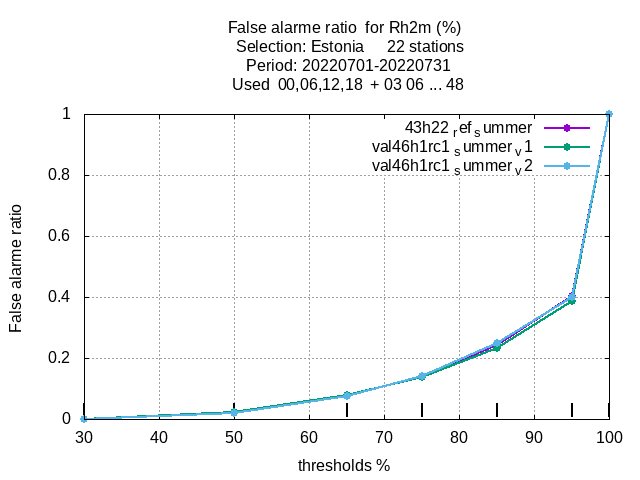 False alarme ratio  for Rh2m (%)
Selection: Estonia     22 stations
Period: 20220701-20220731
Used  00,06,12,18  + 03 06 ... 48
43h22 ref summer
val46h1rc1 summer v1
val46h1rc1 summer v2
1
0.8
0.6
0.4
0.2
0
False alarme ratio
30 40 50 60 70 80 90 100
thresholds %